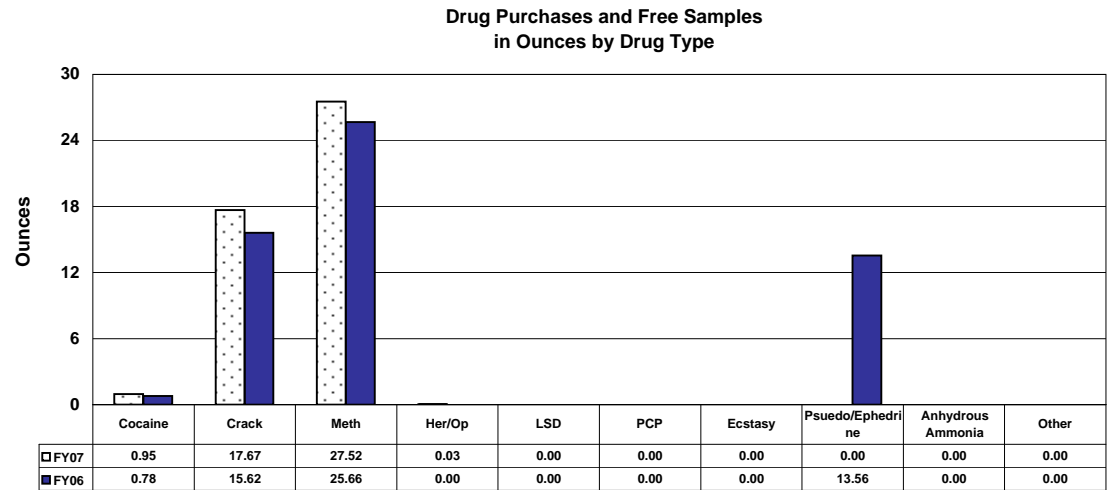 Drug Purchases and Free Samples
in Ounces by Drug Type
Ounces
30
24
18
12
6
0
Cocaine Crack Meth Her/Op LSD PCP Ecstasy Psuedo/Ephedri
ne Anhydrous
Ammonia Other
FY07 0.95 17.67 27.52 0.03 0.00 0.00 0.00 0.00 0.00 0.00
FY06 0.78 15.62 25.66 0.00 0.00 0.00 0.00 13.56 0.00 0.00